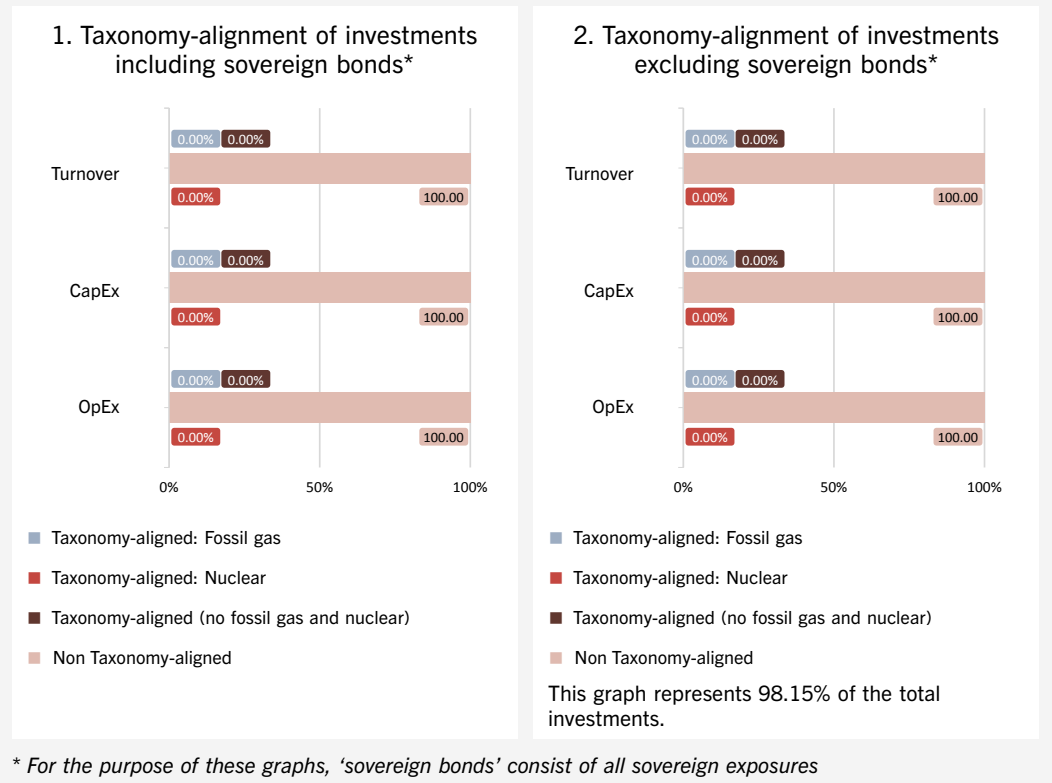 1. Taxonomy-alignment of investments
including sovereign bonds*
0.00% 0.00%
Turnover
0.00% 100.00
0.00% 0.00%
CapEx
0.00% 100.00
0.00% 0.00%
OpEx
0.00% 100.00
0% 50% 100%
Taxonomy-aligned: Fossil gas
Taxonomy-aligned: Nuclear
Taxonomy-aligned (no fossil gas and nuclear)
Non Taxonomy-aligned
2. Taxonomy-alignment of investments
excluding sovereign bonds*
0.00% 0.00%
Turnover
0.00% 100.00
0.00% 0.00%
CapEx
0.00% 100.00
0.00% 0.00%
OpEx
0.00% 100.00
0% 50% 100%
Taxonomy-aligned: Fossil gas
Taxonomy-aligned: Nuclear
Taxonomy-aligned (no fossil gas and nuclear)
Non Taxonomy-aligned
This graph represents 98.15% of the total
investments.
* For the purpose of these graphs, ‘sovereign bonds’ consist of all sovereign exposures